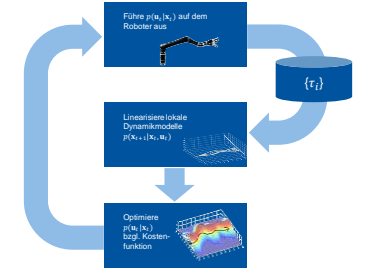 Führe p(u_t|x_t) auf dem
Roboter aus
{τ_i}
Linearisiere lokale
Dynamikmodelle
p(x_{t+1}|x_t, u_t)
Optimiere
p(u_t|x_t)
bzgl. Kosten-
funktion